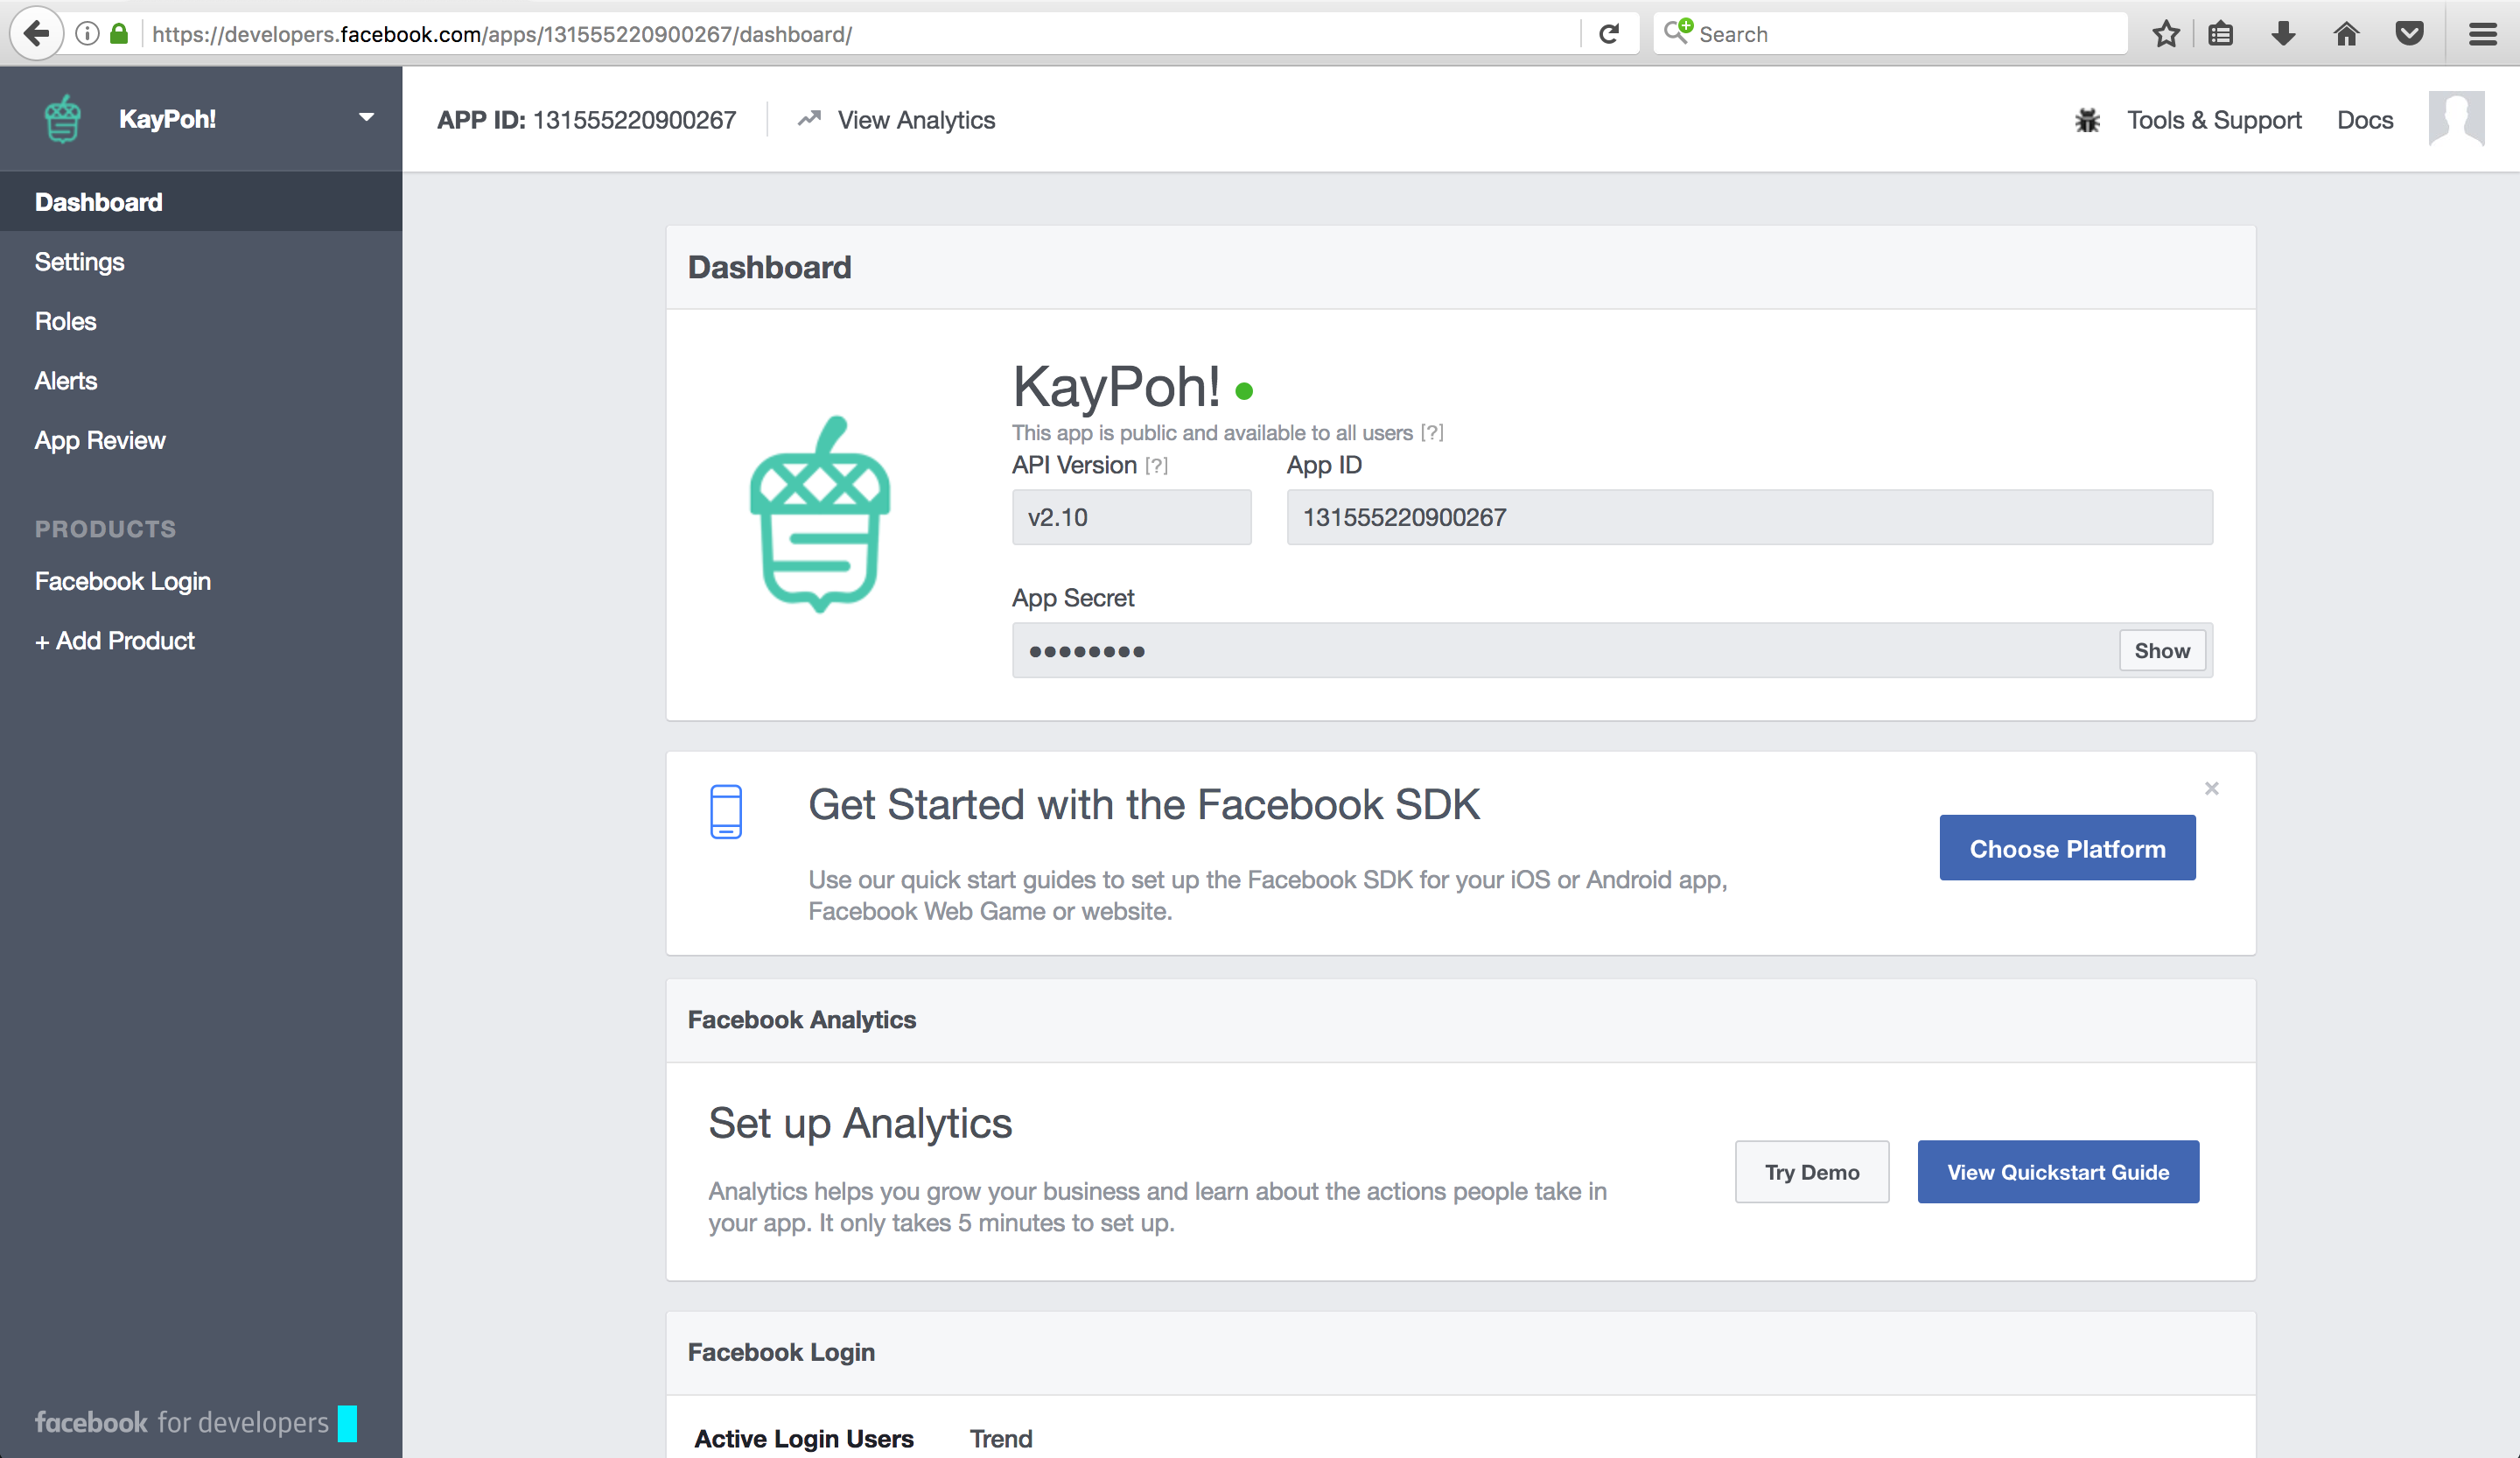 https://developers.facebook.com/apps/131555220900267/dashboard/
Search
KayPoh!
APP ID: 131555220900267
View Analytics
Tools & Support
Docs
Dashboard
Settings
Roles
Alerts
App Review
PRODUCTS
Facebook Login
+ Add Product
facebook for developers
Dashboard
KayPoh!
This app is public and available to all users [?]
API Version [?]
App ID
v2.10
131555220900267
App Secret
••••••••
Show
Get Started with the Facebook SDK
Use our quick start guides to set up the Facebook SDK for your iOS or Android app,
Facebook Web Game or website.
Choose Platform
Facebook Analytics
Set up Analytics
Analytics helps you grow your business and learn about the actions people take in
your app. It only takes 5 minutes to set up.
Try Demo
View Quickstart Guide
Facebook Login
Active Login Users
Trend